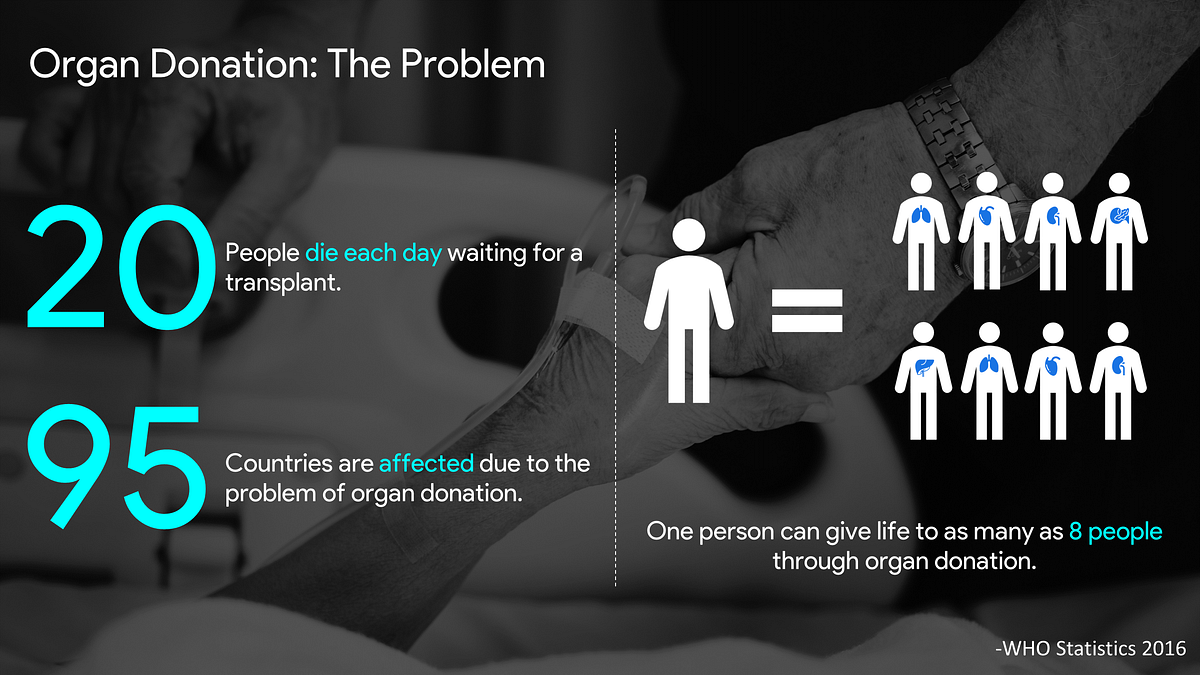 Organ Donation: The Problem
20
People die each day waiting for a
transplant.
95
Countries are affected due to the
problem of organ donation.
One person can give life to as many as 8 people
through organ donation.
-WHO Statistics 2016